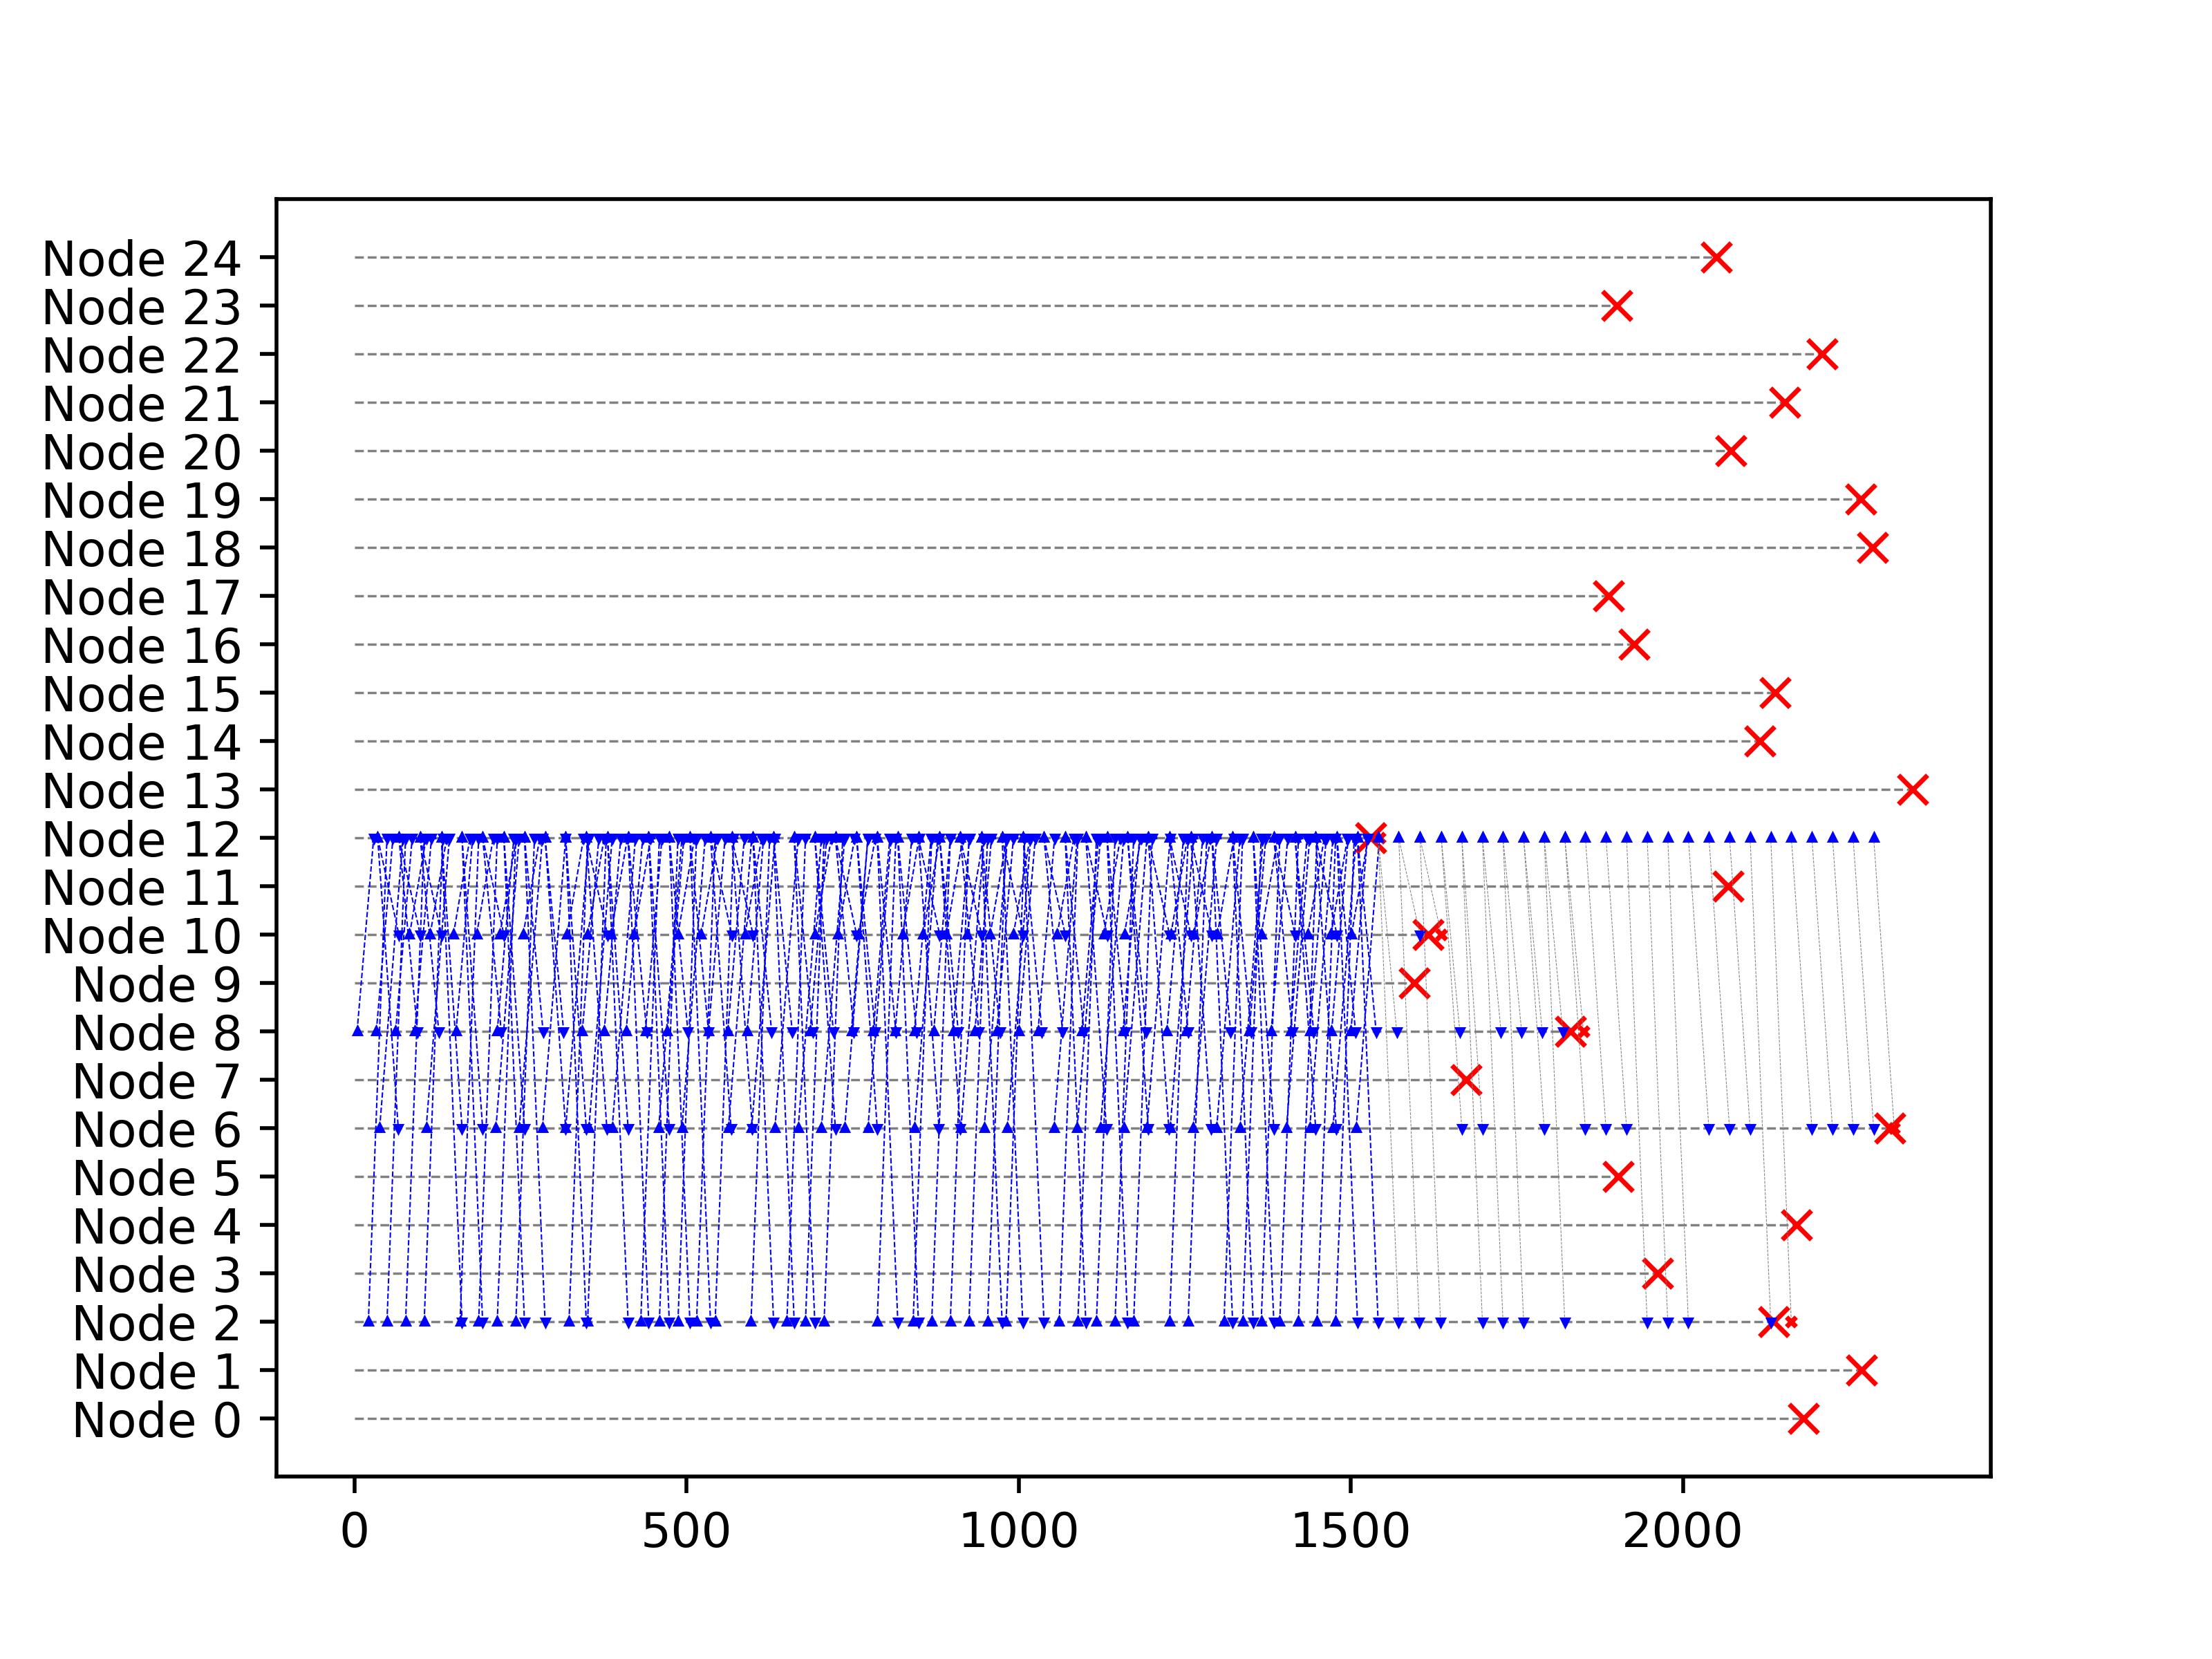 Node 24
Node 23
Node 22
Node 21
Node 20
Node 19
Node 18
Node 17
Node 16
Node 15
Node 14
Node 13
Node 12
Node 11
Node 10
Node 9
Node 8
Node 7
Node 6
Node 5
Node 4
Node 3
Node 2
Node 1
Node 0
0 500 1000 1500 2000